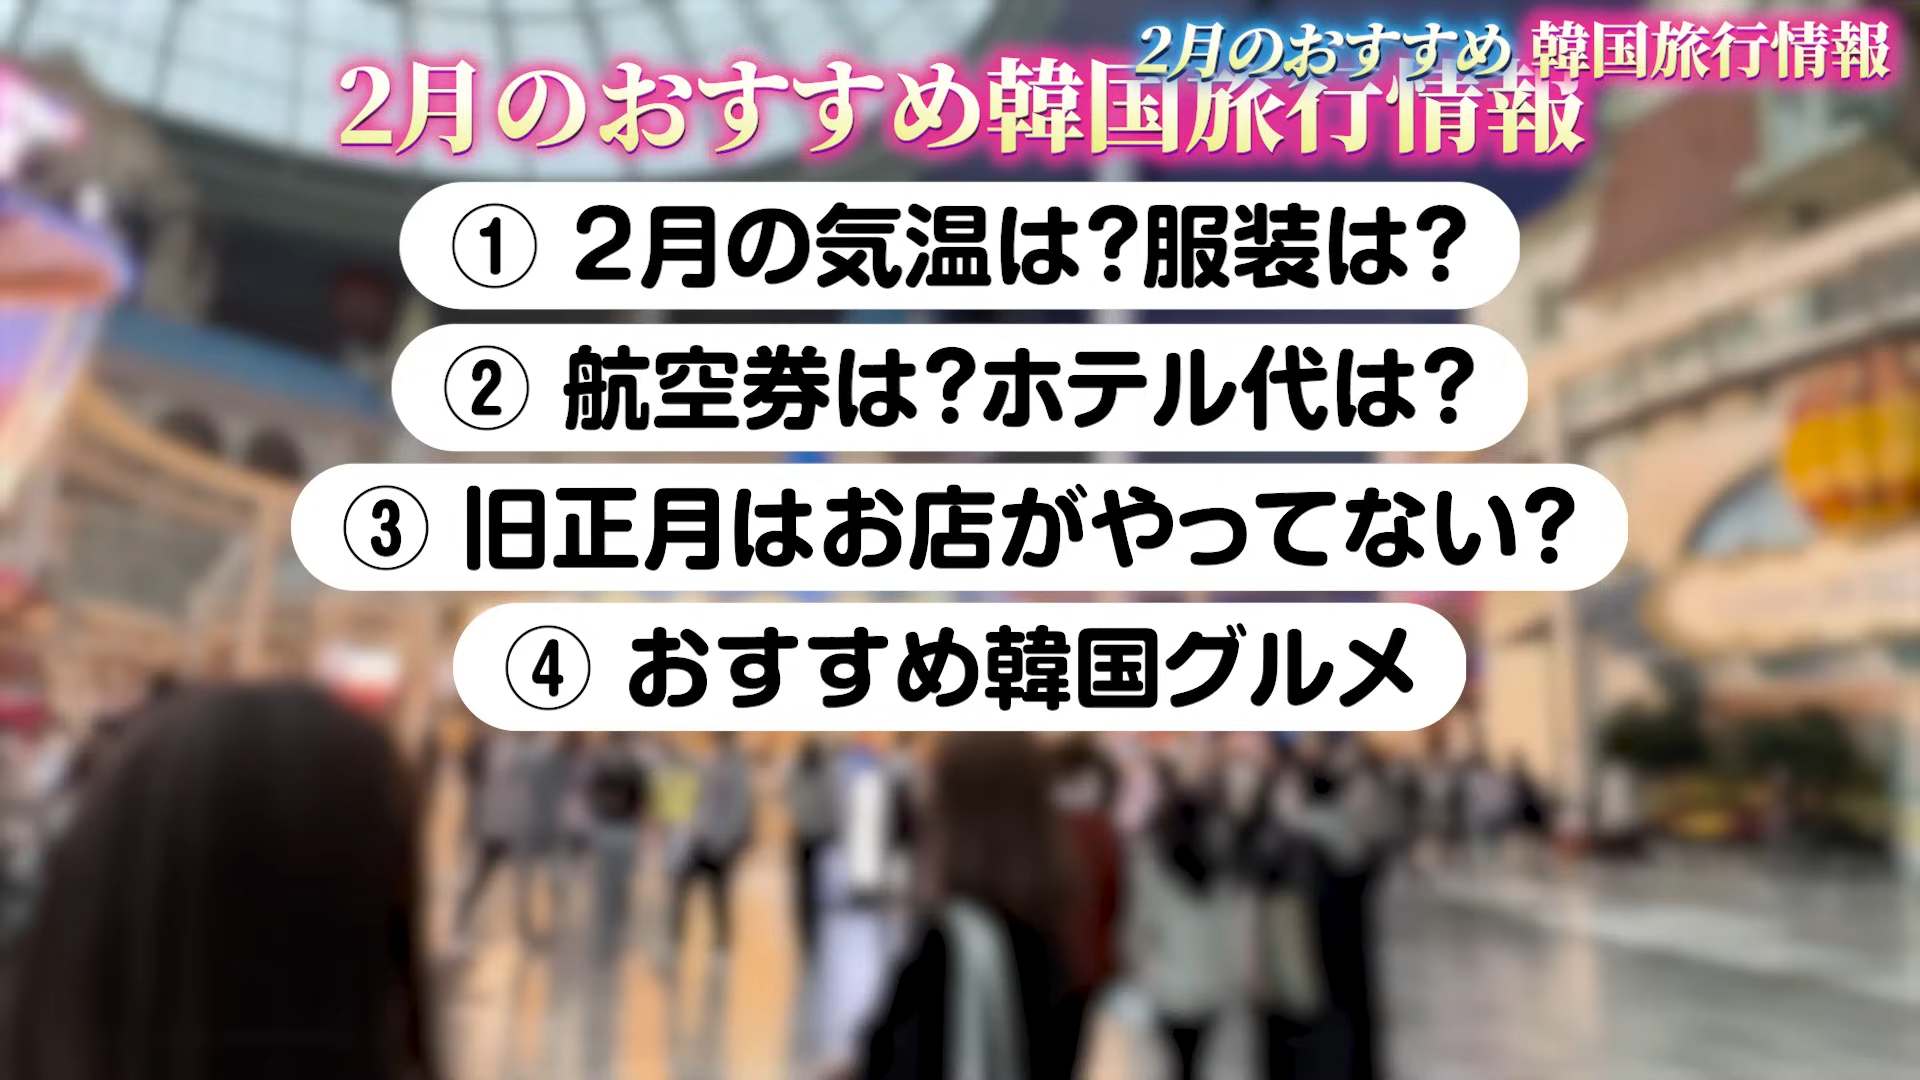 2月のおすすめ 韓国旅行情報
2月のおすすめ韓国旅行情報
① 2月の気温は?服装は?
② 航空券は?ホテル代は?
③ 旧正月はお店がやってない?
④ おすすめ韓国グルメ